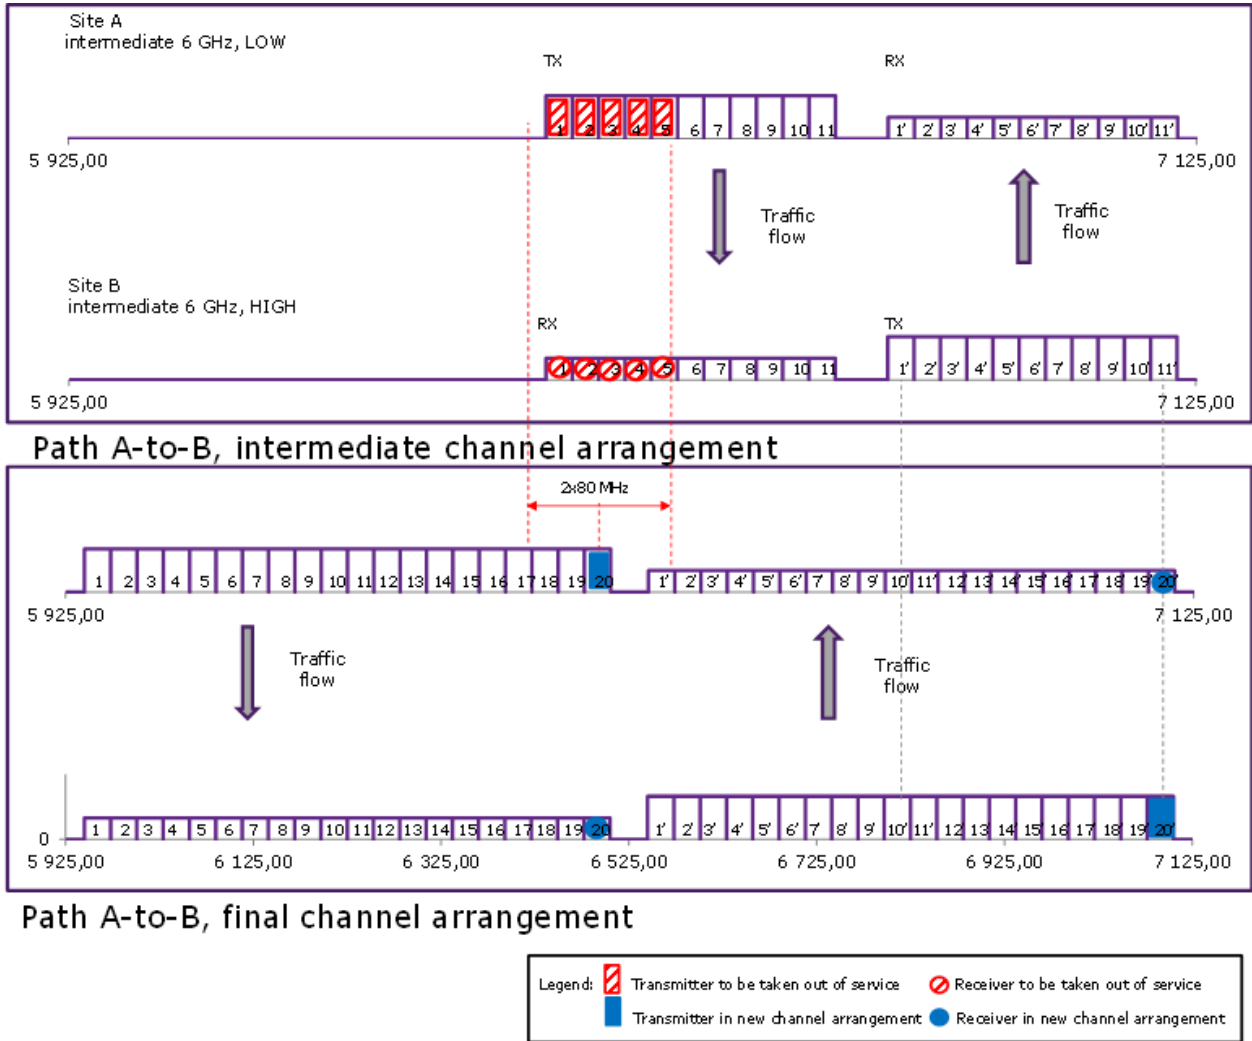 Site A
intermediate 6 GHz, LOW
TX
RX
1 2 3 4 5 6 7 8 9 10 11
1' 2' 3' 4' 5' 6' 7' 8' 9' 10' 11'
5 925,00
7 125,00
Traffic
flow
Traffic
flow
Site B
intermediate 6 GHz, HIGH
RX
TX
1 2 3 4 5 6 7 8 9 10 11
1' 2' 3' 4' 5' 6' 7' 8' 9' 10' 11'
5 925,00
7 125,00
Path A-to-B, intermediate channel arrangement
2x80 MHz
1 2 3 4 5 6 7 8 9 10 11 12 13 14 15 16 17 18 19 20
1' 2' 3' 4' 5' 6' 7' 8' 9' 10' 11' 12' 13' 14' 15' 16' 17' 18' 19' 20'
5 925,00
7 125,00
Traffic
flow
Traffic
flow
1 2 3 4 5 6 7 8 9 10 11 12 13 14 15 16 17 18 19 20
1' 2' 3' 4' 5' 6' 7' 8' 9' 10' 11' 12' 13' 14' 15' 16' 17' 18' 19' 20'
0
5 925,00 6 125,00 6 325,00 6 525,00 6 725,00 6 925,00 7 125,00
Path A-to-B, final channel arrangement
Legend: Transmitter to be taken out of service Receiver to be taken out of service
Transmitter in new channel arrangement Receiver in new channel arrangement